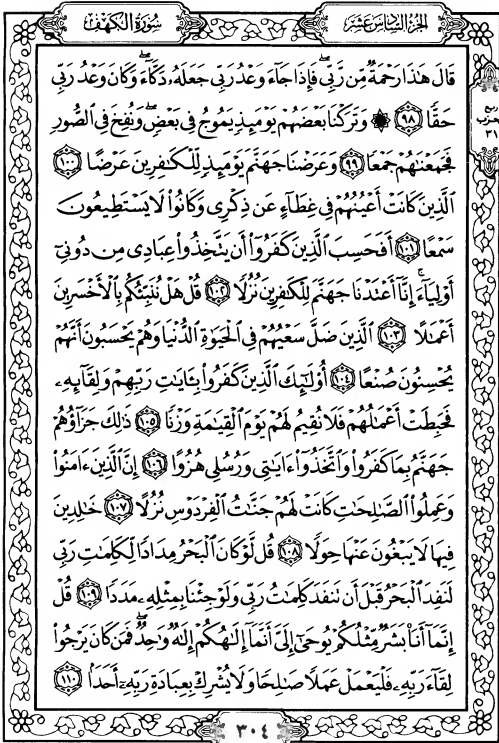 الجزء السادس عشر
سورة الكهف
قَالَ هَٰذَا رَحْمَةٌ مِّن رَّبِّي ۖ فَإِذَا جَاءَ وَعْدُ رَبِّي جَعَلَهُ دَكَّاءَ ۖ وَكَانَ وَعْدُ رَبِّي
حَقًّا ٩٨ ۞ وَتَرَكْنَا بَعْضَهُمْ يَوْمَئِذٍ يَمُوجُ فِي بَعْضٍ ۖ وَنُفِخَ فِي الصُّورِ
فَجَمَعْنَاهُمْ جَمْعًا ٩٩ وَعَرَضْنَا جَهَنَّمَ يَوْمَئِذٍ لِّلْكَافِرِينَ عَرْضًا ١٠٠
الَّذِينَ كَانَتْ أَعْيُنُهُمْ فِي غِطَاءٍ عَن ذِكْرِي وَكَانُوا لَا يَسْتَطِيعُونَ
سَمْعًا ١٠١ أَفَحَسِبَ الَّذِينَ كَفَرُوا أَن يَتَّخِذُوا عِبَادِي مِن دُونِي
أَوْلِيَاءَ ۚ إِنَّا أَعْتَدْنَا جَهَنَّمَ لِلْكَافِرِينَ نُزُلًا ١٠٢ قُلْ هَلْ نُنَبِّئُكُم بِالْأَخْسَرِينَ
أَعْمَالًا ١٠٣ الَّذِينَ ضَلَّ سَعْيُهُمْ فِي الْحَيَوٰةِ الدُّنْيَا وَهُمْ يَحْسَبُونَ أَنَّهُمْ
يُحْسِنُونَ صُنْعًا ١٠٤ أُولَٰئِكَ الَّذِينَ كَفَرُوا بِآيَاتِ رَبِّهِمْ وَلِقَائِهِ
فَحَبِطَتْ أَعْمَالُهُمْ فَلَا نُقِيمُ لَهُمْ يَوْمَ الْقِيَامَةِ وَزْنًا ١٠٥ ذَٰلِكَ جَزَاؤُهُمْ
جَهَنَّمُ بِمَا كَفَرُوا وَاتَّخَذُوا آيَاتِي وَرُسُلِي هُزُوًا ١٠٦ إِنَّ الَّذِينَ آمَنُوا
وَعَمِلُوا الصَّالِحَاتِ كَانَتْ لَهُمْ جَنَّاتُ الْفِرْدَوْسِ نُزُلًا ١٠٧ خَالِدِينَ
فِيهَا لَا يَبْغُونَ عَنْهَا حِوَلًا ١٠٨ قُل لَّوْ كَانَ الْبَحْرُ مِدَادًا لِّكَلِمَاتِ رَبِّي
لَنَفِدَ الْبَحْرُ قَبْلَ أَن تَنفَدَ كَلِمَاتُ رَبِّي وَلَوْ جِئْنَا بِمِثْلِهِ مَدَدًا ١٠٩ قُلْ
إِنَّمَا أَنَا بَشَرٌ مِّثْلُكُمْ يُوحَىٰ إِلَيَّ أَنَّمَا إِلَٰهُكُمْ إِلَٰهٌ وَاحِدٌ ۖ فَمَن كَانَ يَرْجُوا
لِقَاءَ رَبِّهِ فَلْيَعْمَلْ عَمَلًا صَالِحًا وَلَا يُشْرِكْ بِعِبَادَةِ رَبِّهِ أَحَدًا ١١٠
ربع
حزب
٣١
٣٠٤